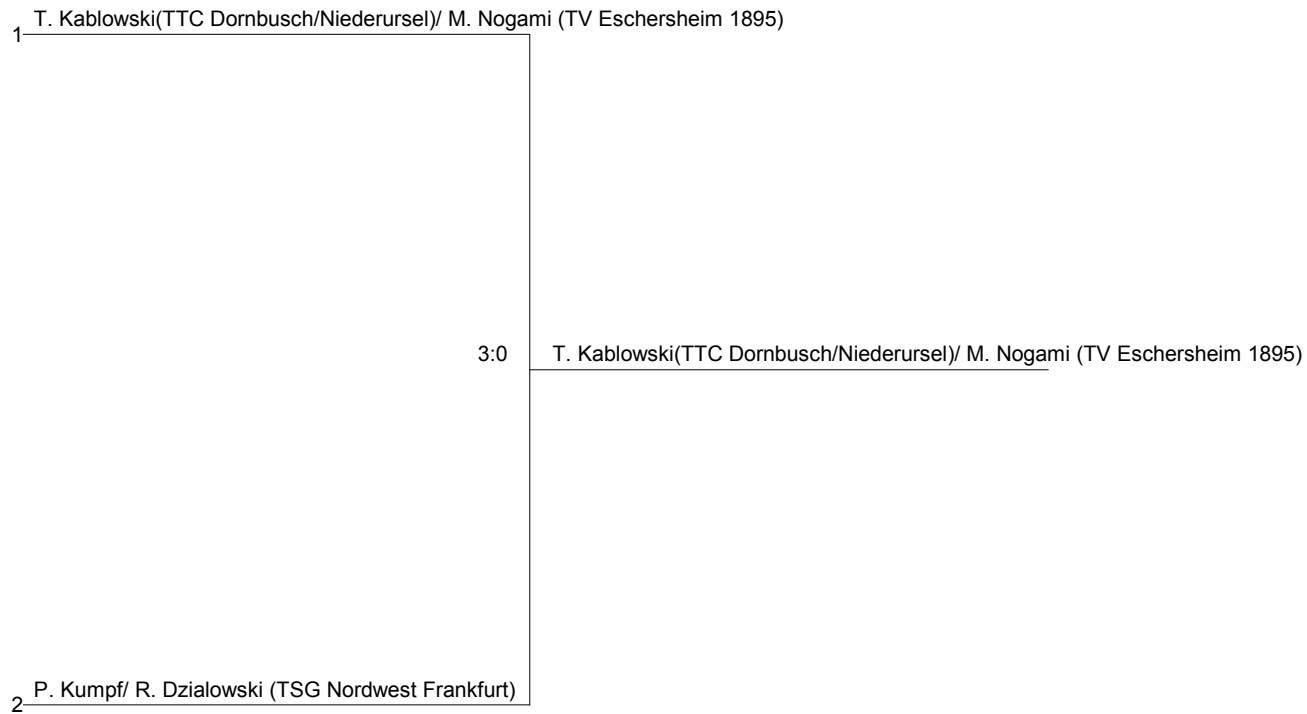 T. Kablowski(TTC Dornbusch/Niederursel)/ M. Nogami (TV Eschersheim 1895)
1
3:0
T. Kablowski(TTC Dornbusch/Niederursel)/ M. Nogami (TV Eschersheim 1895)
P. Kumpf/ R. Dzialowski (TSG Nordwest Frankfurt)
2